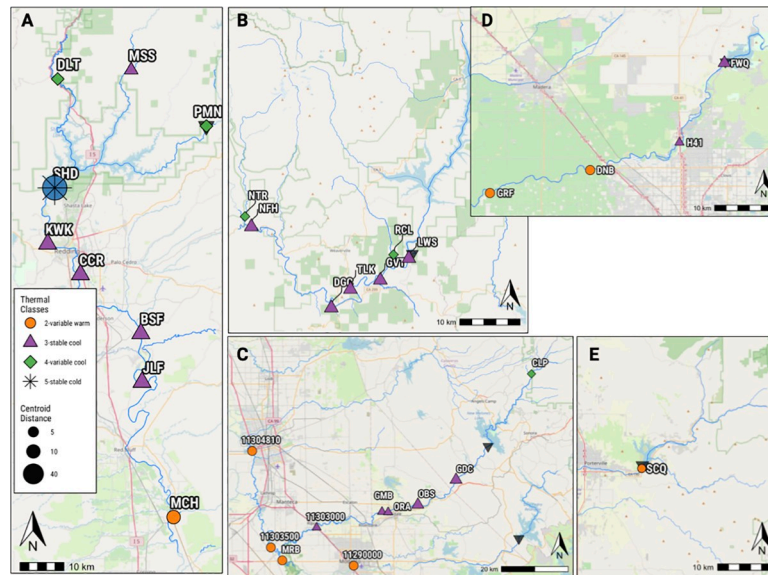 A
DLT
MSS
PMN
SHD
KWK
CCR
BSF
JLF
MCH
Thermal
Classes
2-variable warm
3-stable cool
4-variable cool
5-stable cold
Centroid
Distance
5
10
40
N
10 km
B
NTR
NFH
RCL
LWS
TLK
GVT
DGC
N
10 km
D
FWQ
H41
DNB
GRF
Madera
N
10 km
C
CLP
11304810
GDC
OBS
GMB
ORA
11303000
11303500
MRB
11290000
Manteca
N
20 km
E
SCQ
Porterville
N
10 km